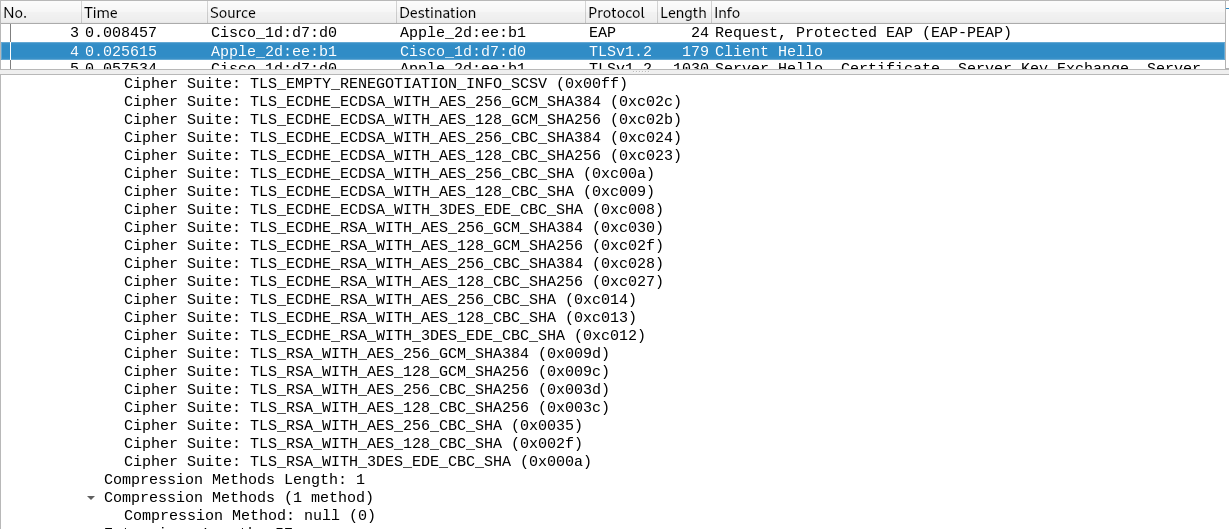 No. Time Source Destination Protocol Length Info
3 0.008457 Cisco_1d:d7:d0 Apple_2d:ee:b1 EAP 24 Request, Protected EAP (EAP-PEAP)
4 0.025615 Apple_2d:ee:b1 Cisco_1d:d7:d0 TLSv1.2 179 Client Hello
5 0.057534 Cisco_1d:d7:d0 Apple_2d:ee:b1 TLSv1.2 1030 Server Hello, Certificate, Server Key Exchange, Server
Cipher Suite: TLS_EMPTY_RENEGOTIATION_INFO_SCSV (0x00ff)
Cipher Suite: TLS_ECDHE_ECDSA_WITH_AES_256_GCM_SHA384 (0xc02c)
Cipher Suite: TLS_ECDHE_ECDSA_WITH_AES_128_GCM_SHA256 (0xc02b)
Cipher Suite: TLS_ECDHE_ECDSA_WITH_AES_256_CBC_SHA384 (0xc024)
Cipher Suite: TLS_ECDHE_ECDSA_WITH_AES_128_CBC_SHA256 (0xc023)
Cipher Suite: TLS_ECDHE_ECDSA_WITH_AES_256_CBC_SHA (0xc00a)
Cipher Suite: TLS_ECDHE_ECDSA_WITH_AES_128_CBC_SHA (0xc009)
Cipher Suite: TLS_ECDHE_ECDSA_WITH_3DES_EDE_CBC_SHA (0xc008)
Cipher Suite: TLS_ECDHE_RSA_WITH_AES_256_GCM_SHA384 (0xc030)
Cipher Suite: TLS_ECDHE_RSA_WITH_AES_128_GCM_SHA256 (0xc02f)
Cipher Suite: TLS_ECDHE_RSA_WITH_AES_256_CBC_SHA384 (0xc028)
Cipher Suite: TLS_ECDHE_RSA_WITH_AES_128_CBC_SHA256 (0xc027)
Cipher Suite: TLS_ECDHE_RSA_WITH_AES_256_CBC_SHA (0xc014)
Cipher Suite: TLS_ECDHE_RSA_WITH_AES_128_CBC_SHA (0xc013)
Cipher Suite: TLS_ECDHE_RSA_WITH_3DES_EDE_CBC_SHA (0xc012)
Cipher Suite: TLS_RSA_WITH_AES_256_GCM_SHA384 (0x009d)
Cipher Suite: TLS_RSA_WITH_AES_128_GCM_SHA256 (0x009c)
Cipher Suite: TLS_RSA_WITH_AES_256_CBC_SHA256 (0x003d)
Cipher Suite: TLS_RSA_WITH_AES_128_CBC_SHA256 (0x003c)
Cipher Suite: TLS_RSA_WITH_AES_256_CBC_SHA (0x0035)
Cipher Suite: TLS_RSA_WITH_AES_128_CBC_SHA (0x002f)
Cipher Suite: TLS_RSA_WITH_3DES_EDE_CBC_SHA (0x000a)
Compression Methods Length: 1
Compression Methods (1 method)
Compression Method: null (0)